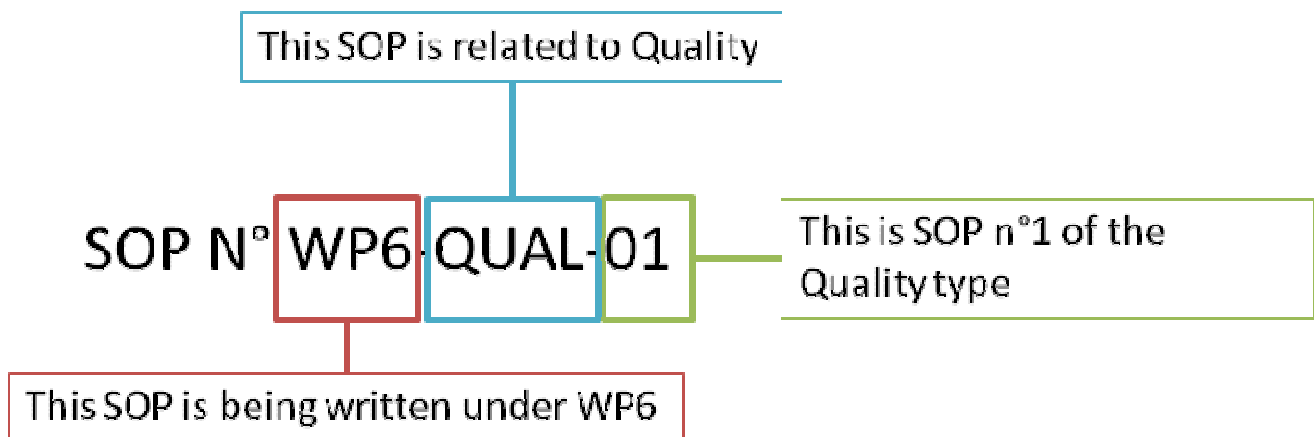 This SOP is related to Quality
SOP N° WP6-QUAL-01
This is SOP n°1 of the
Quality type
This SOP is being written under WP6